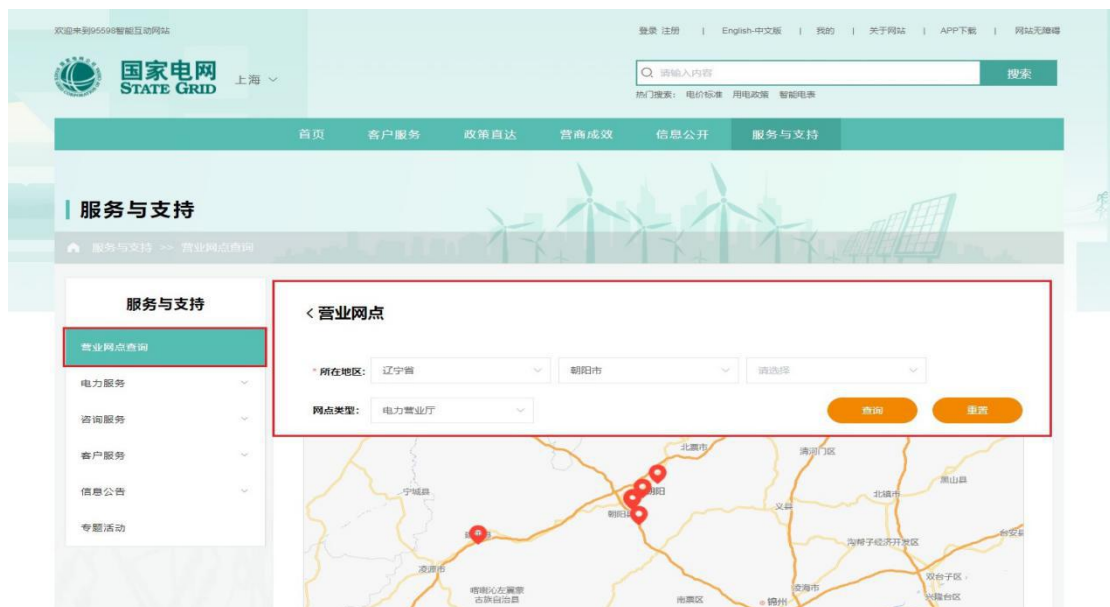 欢迎来到95598智能互动网站
登录 注册 | English-中文版 | 我的 | 关于网站 | APP下载 | 网站无障碍
国家电网
STATE GRID
上海
请输入内容
搜索
热门搜索： 电价标准 用电政策 智能电表
首页 客户服务 政策直达 营商成效 信息公开 服务与支持
服务与支持
服务与支持 >> 营业网点查询
服务与支持
营业网点查询
电力服务
咨询服务
客户服务
信息公告
专题活动
<营业网点
* 所在地区： 辽宁省 朝阳市 请选择
网点类型： 电力营业厅 查询 重置
北票市
清河门区
黑山县
宁城县
朝阳
北镇市
义县
朝阳县
沟帮子经济开发区
台安县
凌源市
双台子区
喀喇沁左翼蒙
古族自治县
凌海市
南票区
锦州
兴隆台区